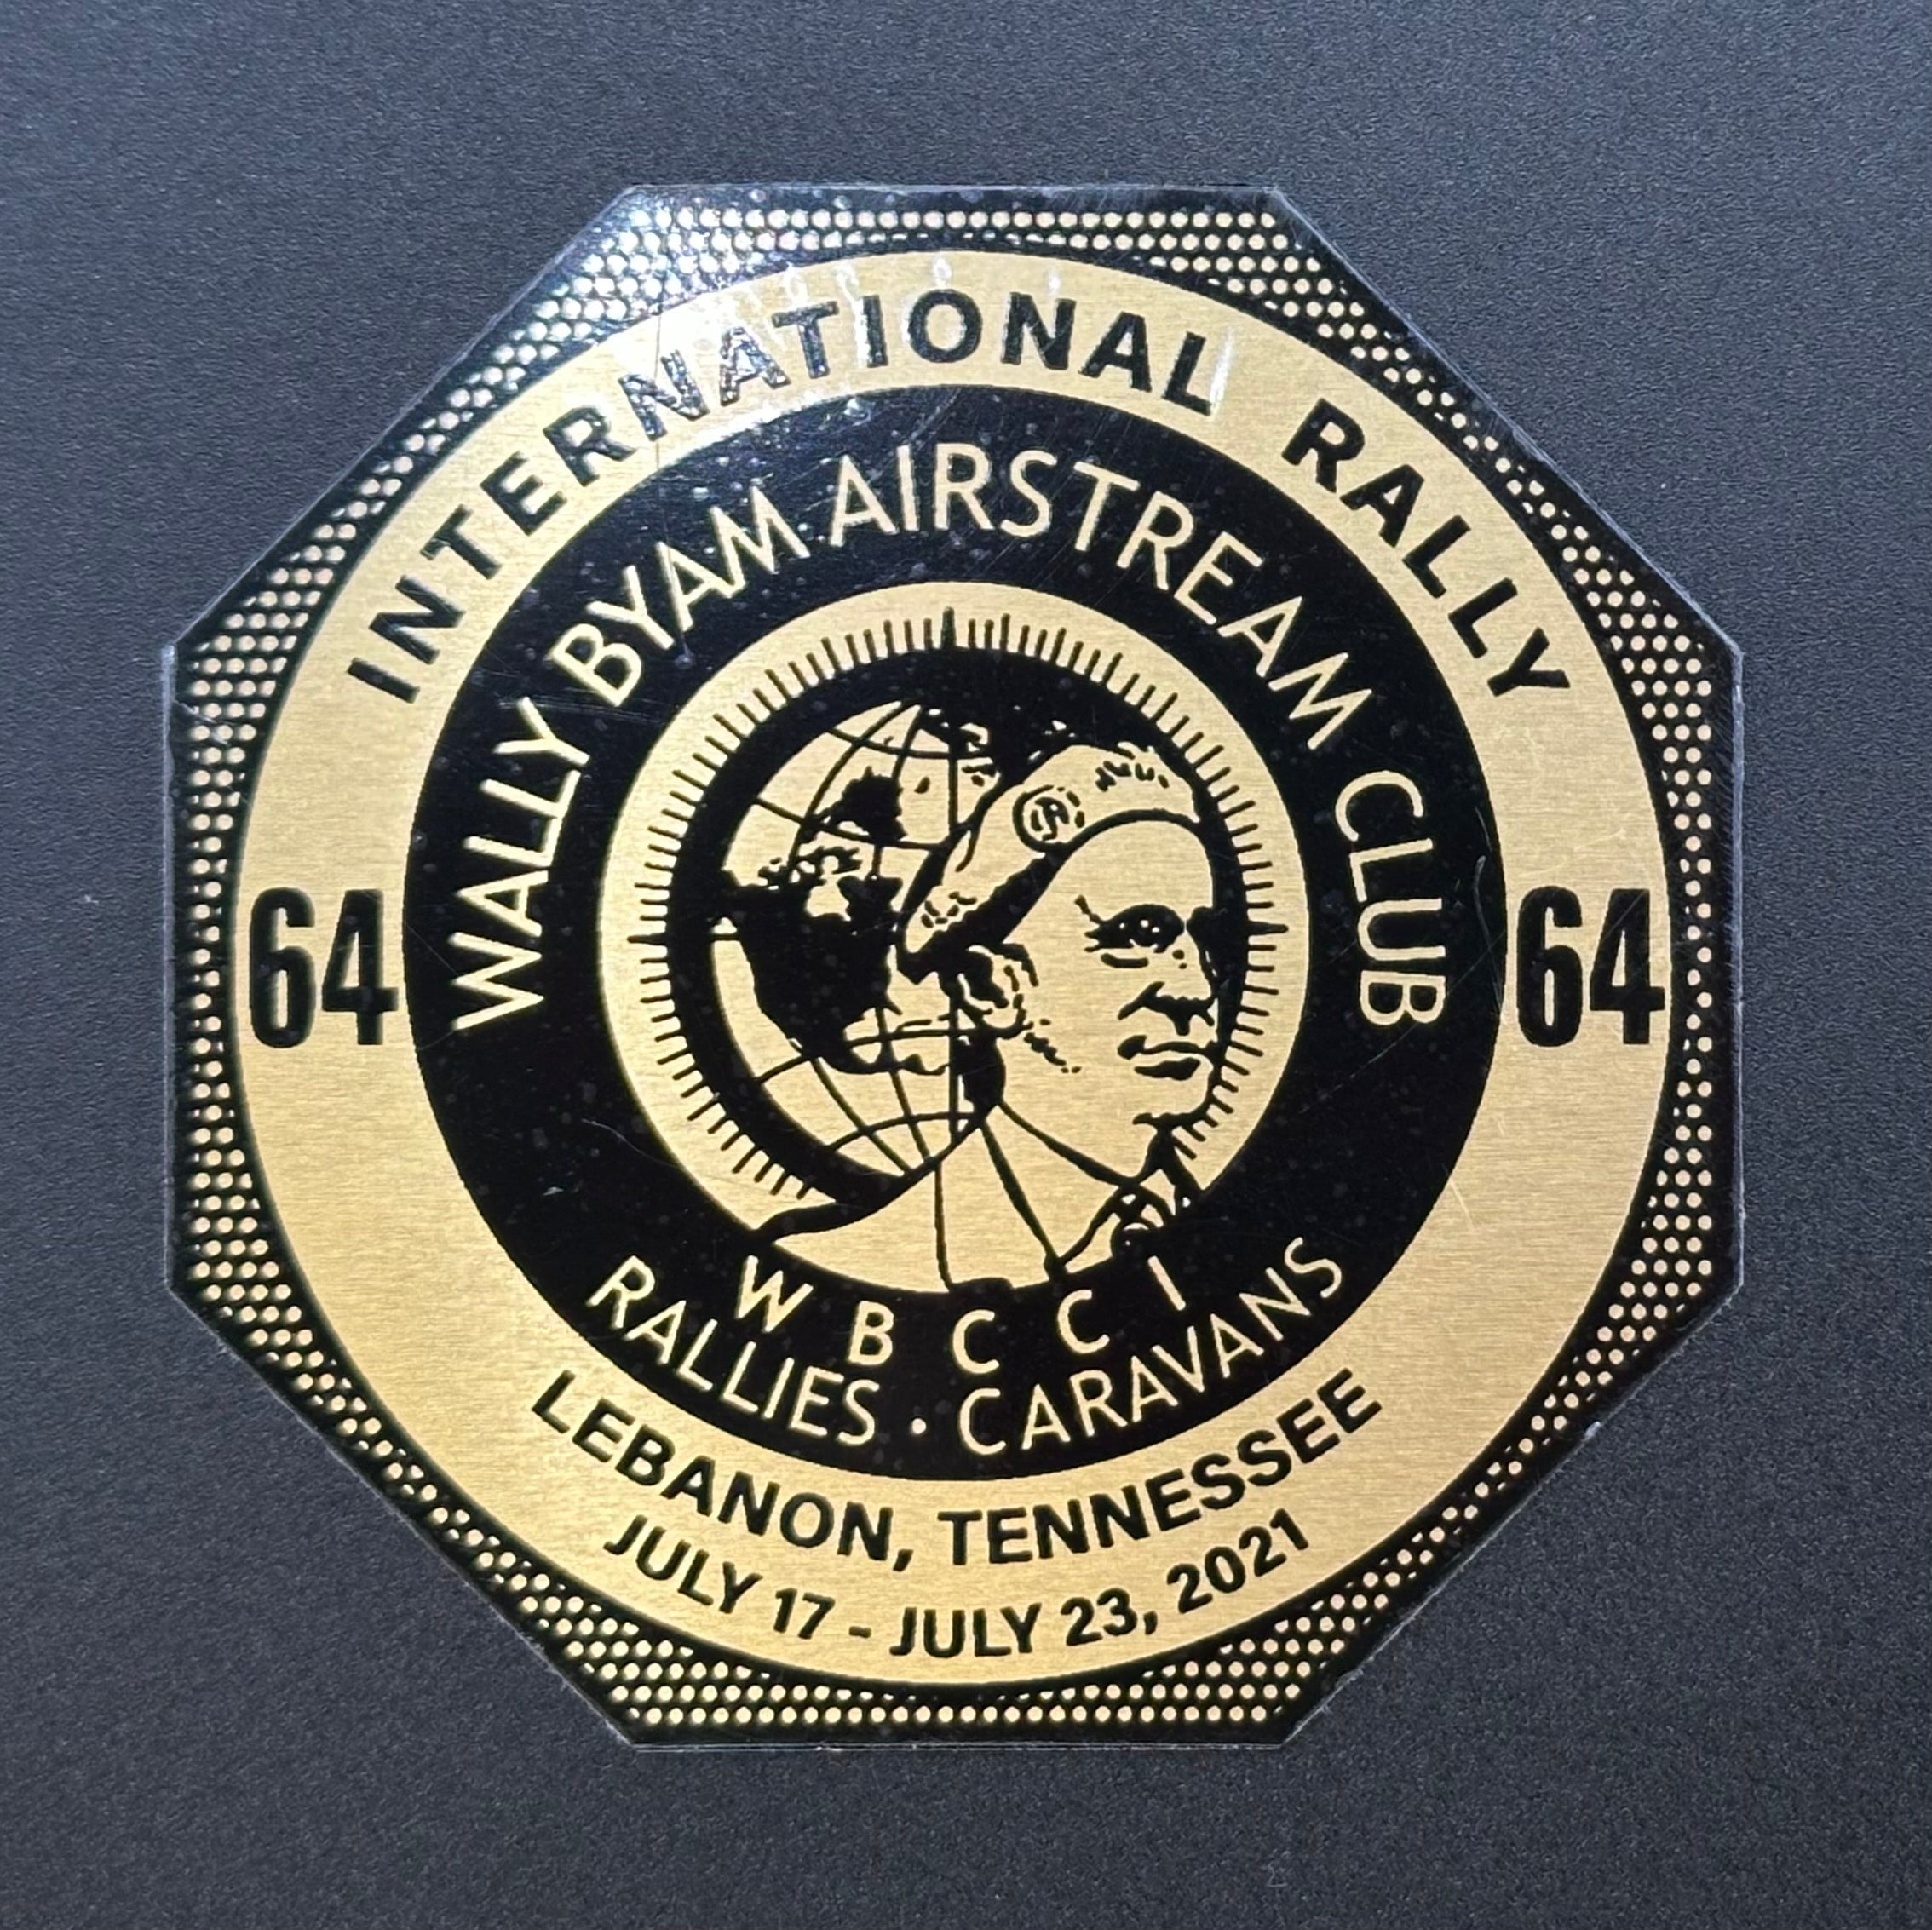 INTERNATIONAL RALLY
WALLY BYAM AIRSTREAM CLUB
64
64
W B C C I
RALLIES · CARAVANS
LEBANON, TENNESSEE
JULY 17 - JULY 23, 2021